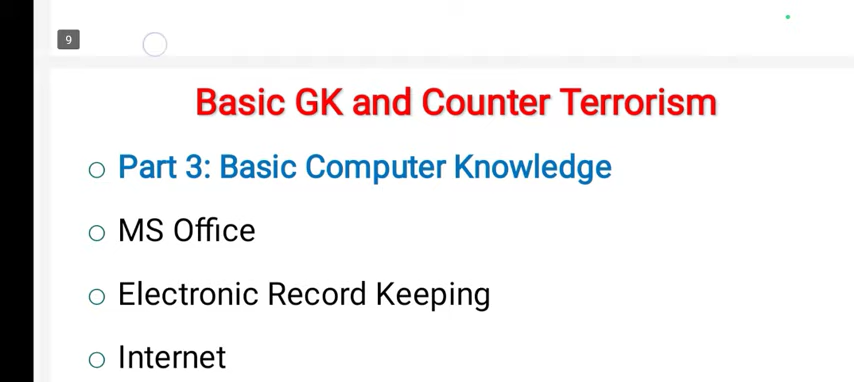 9
Basic GK and Counter Terrorism
Part 3: Basic Computer Knowledge
MS Office
Electronic Record Keeping
Internet